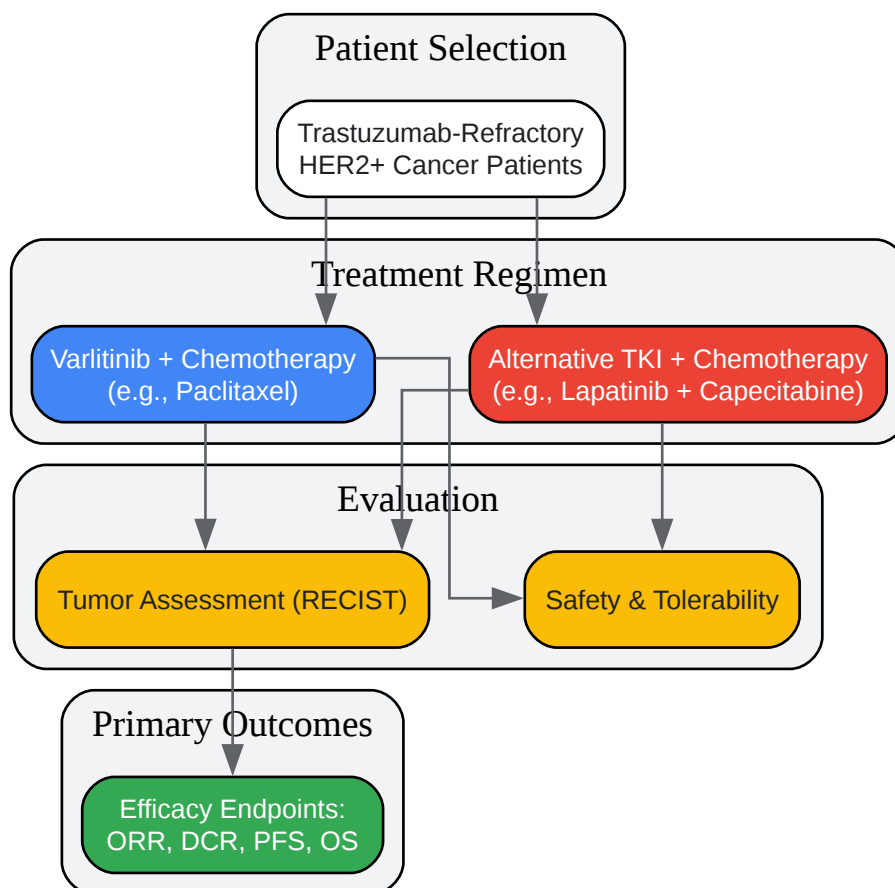 Patient Selection
Trastuzumab-Refractory
HER2+ Cancer Patients
Treatment Regimen
Varlitinib + Chemotherapy
(e.g., Paclitaxel)
Alternative TKI + Chemotherapy
(e.g., Lapatinib + Capecitabine)
Evaluation
Tumor Assessment (RECIST)
Safety & Tolerability
Primary Outcomes
Efficacy Endpoints:
ORR, DCR, PFS, OS